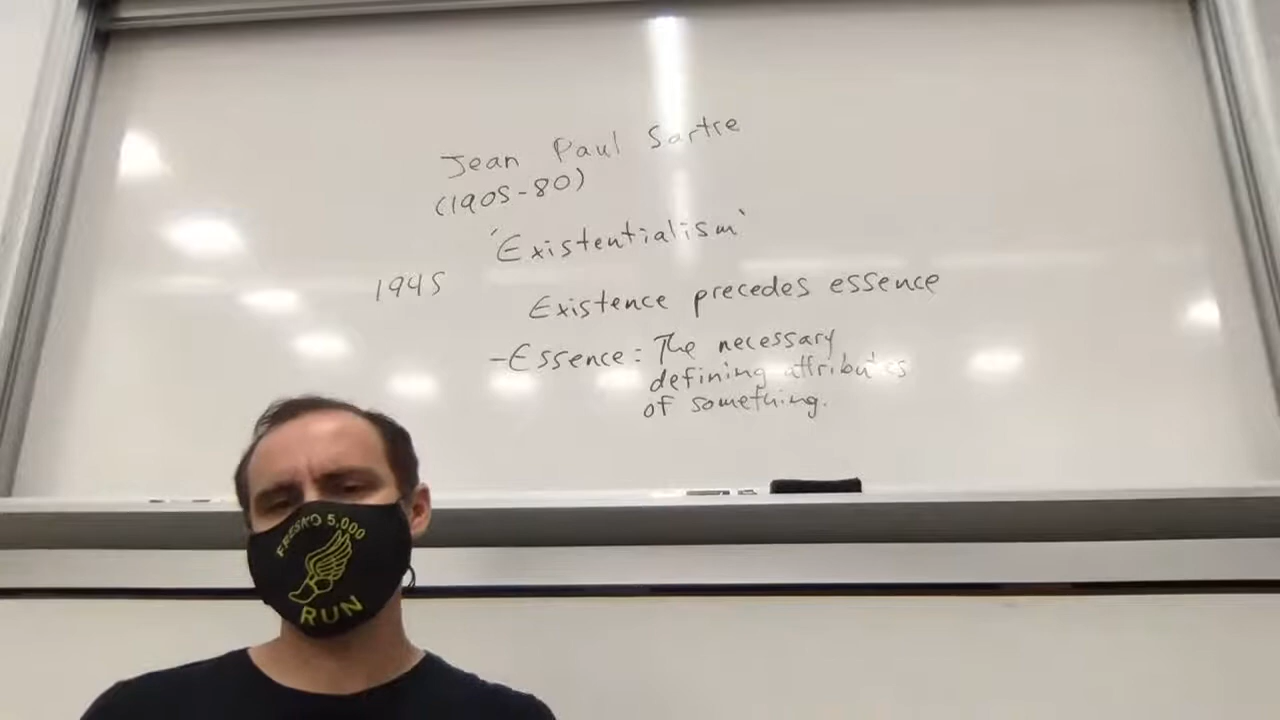 Jean Paul Sartre
(1905-80)
'Existentialism'
1945
Existence precedes essence
-Essence: The necessary
defining attributes
of something.
FRESNO 5,000
RUN